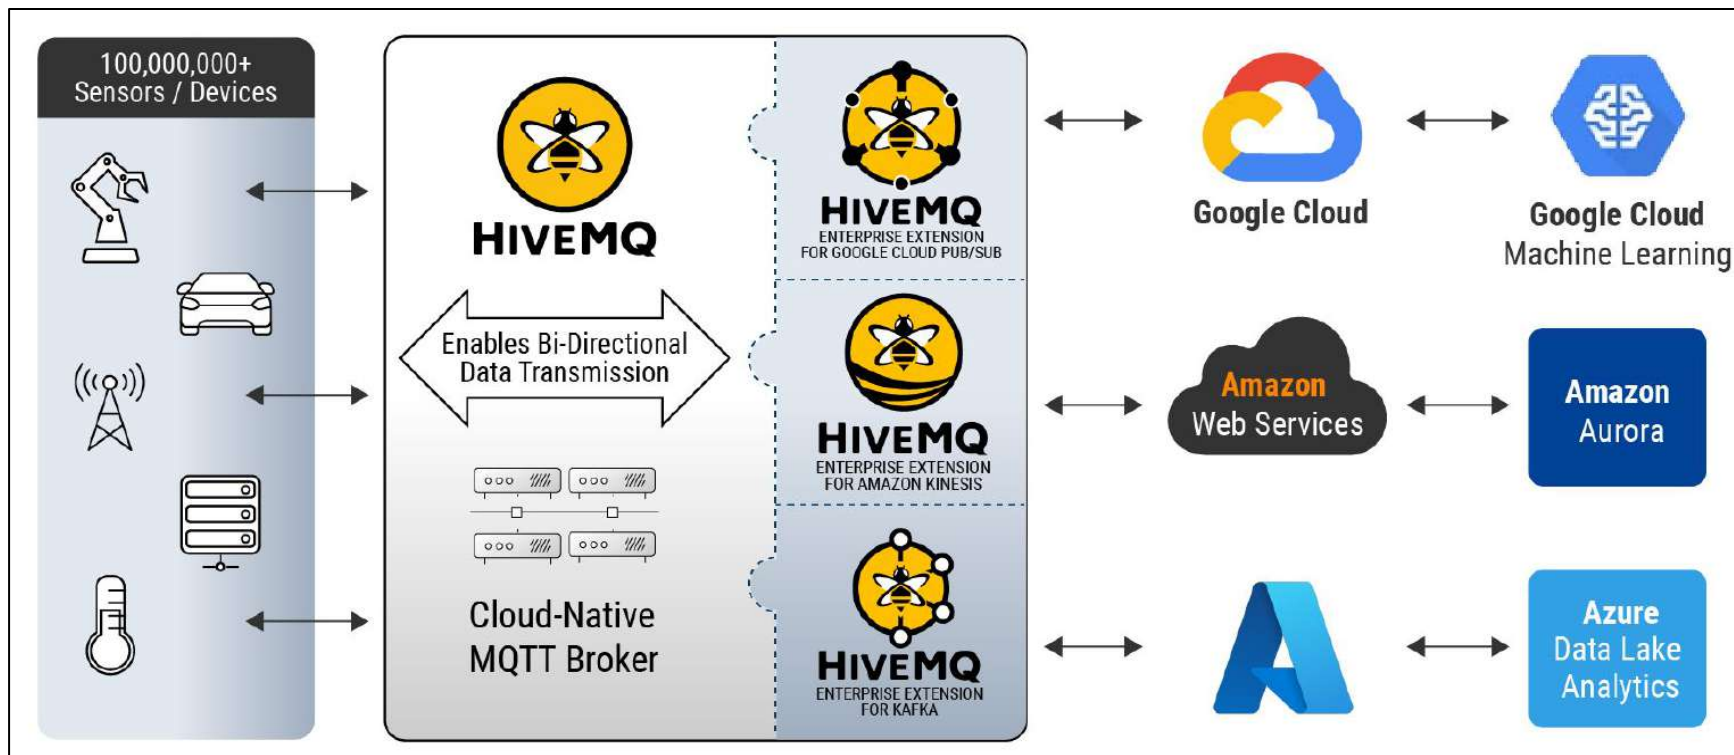 100,000,000+
Sensors / Devices
HIVEMQ
Enables Bi-Directional
Data Transmission
Cloud-Native
MQTT Broker
HIVEMQ
ENTERPRISE EXTENSION
FOR GOOGLE CLOUD PUB/SUB
HIVEMQ
ENTERPRISE EXTENSION
FOR AMAZON KINESIS
HIVEMQ
ENTERPRISE EXTENSION
FOR KAFKA
Google Cloud
Google Cloud
Machine Learning
Amazon
Web Services
Amazon
Aurora
Azure
Data Lake
Analytics